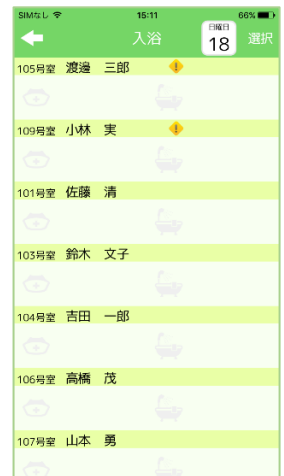 SIMなし 15:11 66%
入浴 日曜日 18 選択
105号室 渡邉 三郎
109号室 小林 実
101号室 佐藤 清
103号室 鈴木 文子
104号室 吉田 一郎
106号室 高橋 茂
107号室 山本 勇